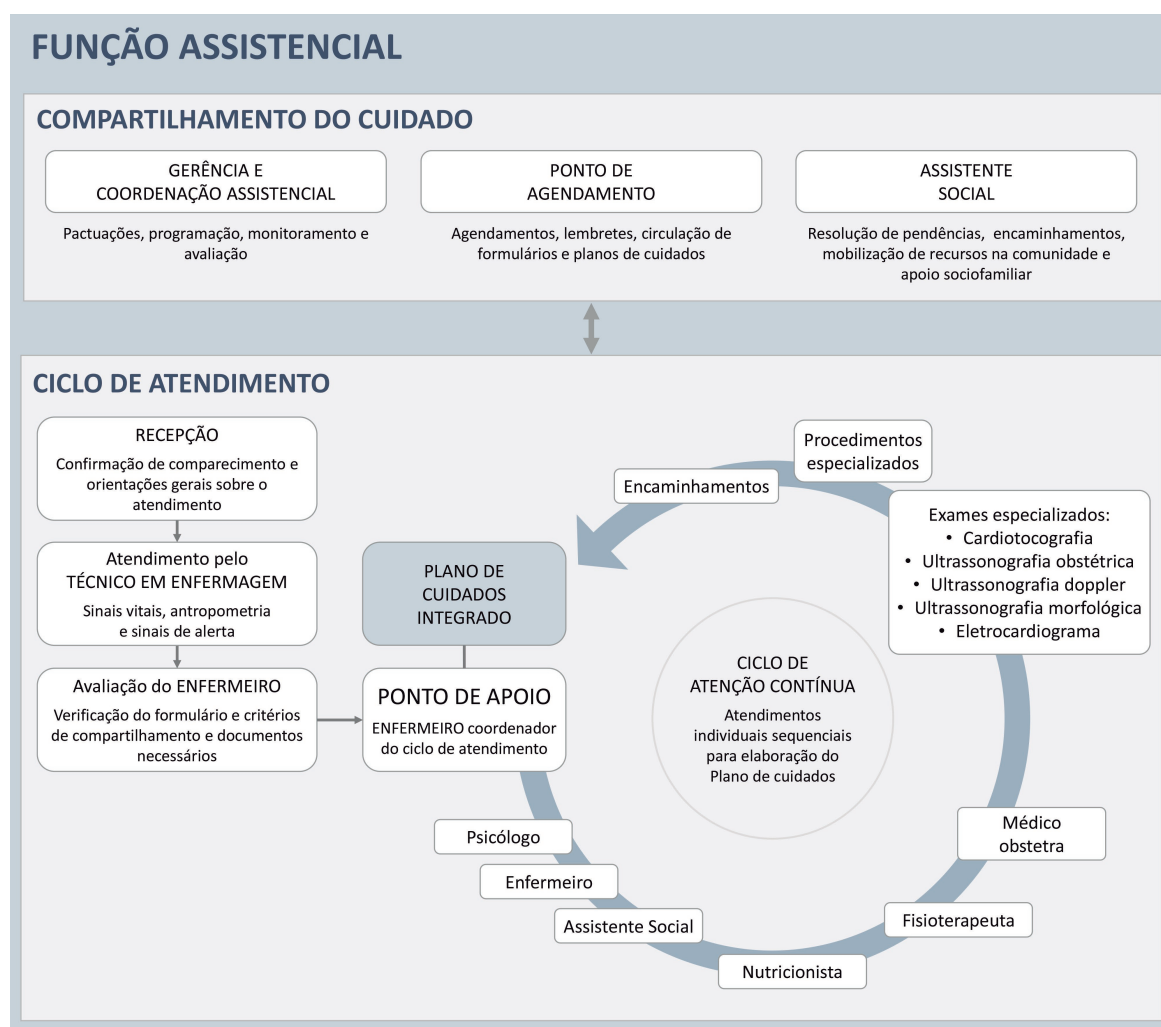 FUNÇÃO ASSISTENCIAL
COMPARTILHAMENTO DO CUIDADO
GERÊNCIA E
COORDENAÇÃO ASSISTENCIAL
Pactuações, programação, monitoramento e
avaliação
PONTO DE
AGENDAMENTO
Agendamentos, lembretes, circulação de
formulários e planos de cuidados
ASSISTENTE
SOCIAL
Resolução de pendências, encaminhamentos,
mobilização de recursos na comunidade e
apoio sociofamiliar
CICLO DE ATENDIMENTO
RECEPÇÃO
Confirmação de comparecimento e
orientações gerais sobre o
atendimento
Atendimento pelo
TÉCNICO EM ENFERMAGEM
Sinais vitais, antropometria
e sinais de alerta
Avaliação do ENFERMEIRO
Verificação do formulário e critérios
de compartilhamento e documentos
necessários
PLANO DE
CUIDADOS
INTEGRADO
PONTO DE APOIO
ENFERMEIRO coordenador
do ciclo de atendimento
Psicólogo
Enfermeiro
Assistente Social
Nutricionista
Fisioterapeuta
Médico
obstetra
Exames especializados:
• Cardiotocografia
• Ultrassonografia obstétrica
• Ultrassonografia doppler
• Ultrassonografia morfológica
• Eletrocardiograma
Procedimentos
especializados
Encaminhamentos
CICLO DE
ATENÇÃO CONTÍNUA
Atendimentos
individuais sequenciais
para elaboração do
Plano de cuidados